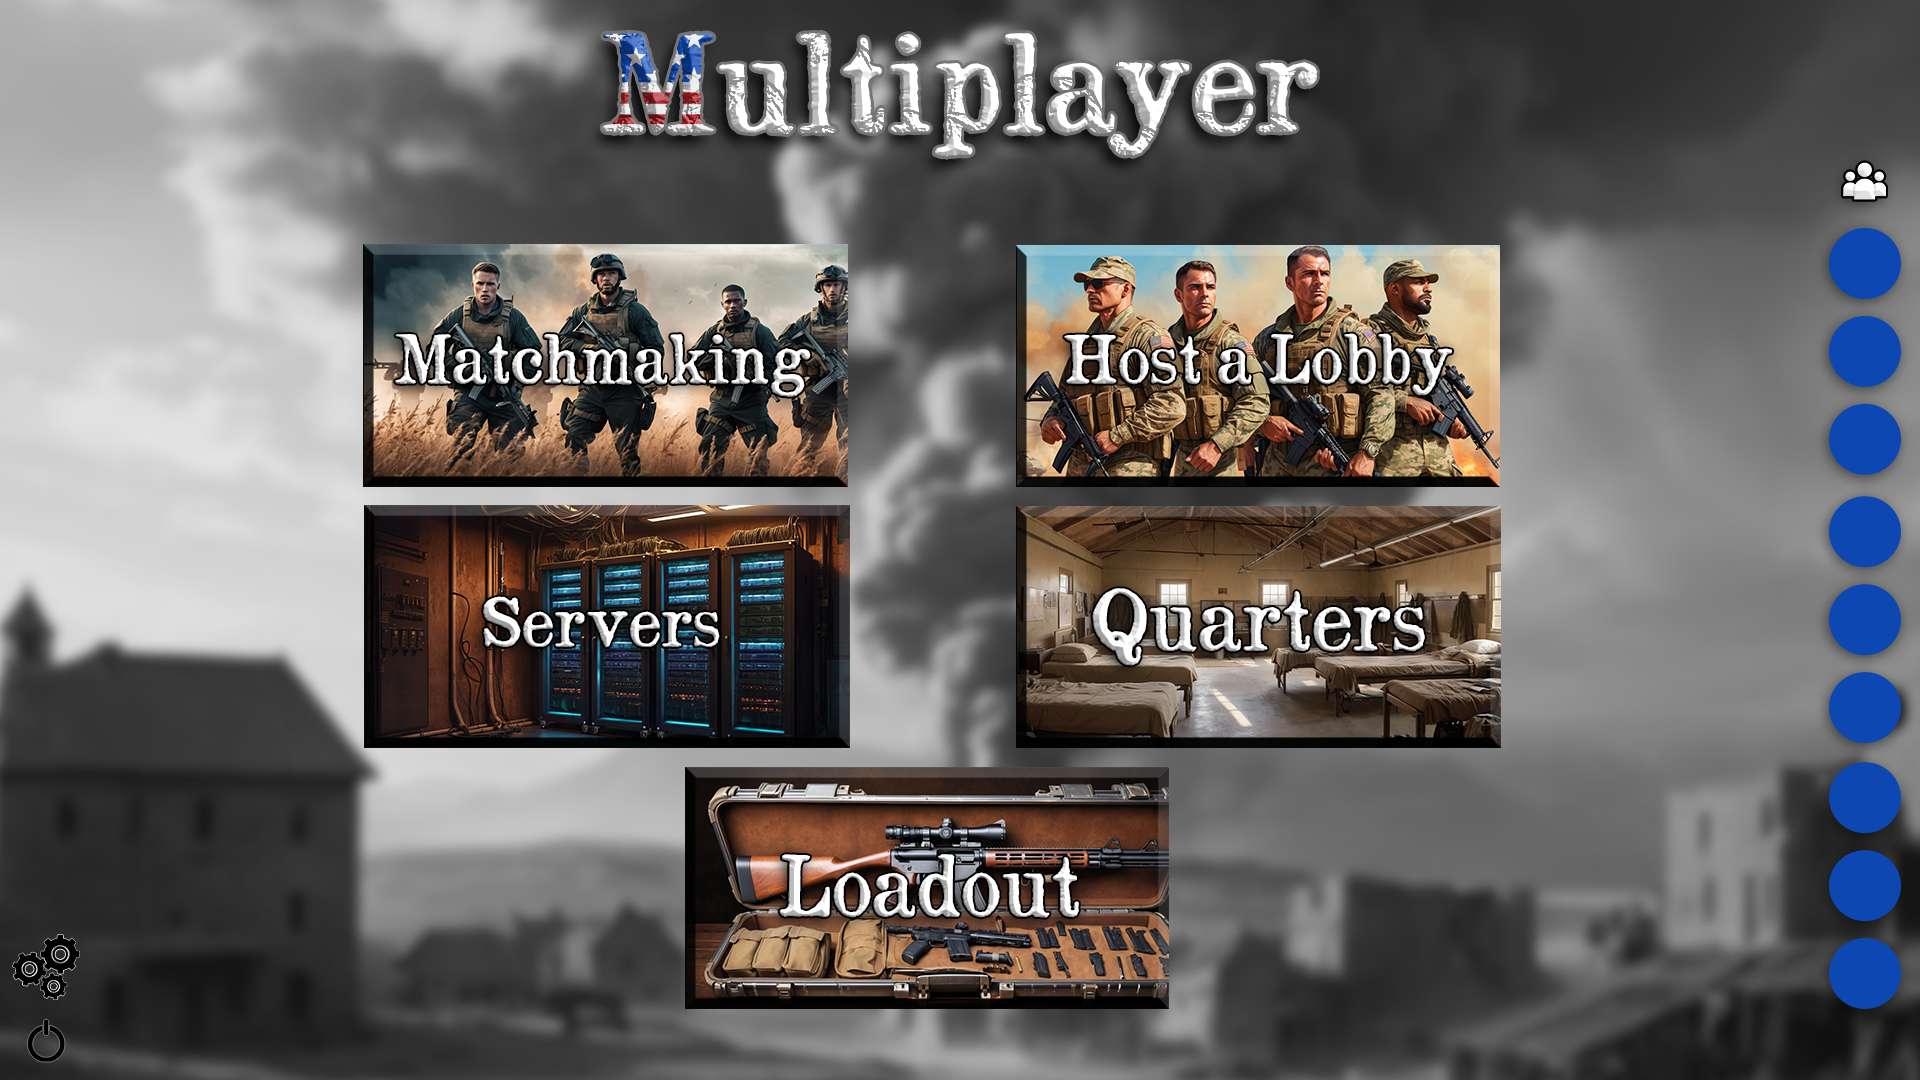 Multiplayer
Matchmaking
Host a Lobby
Servers
Quarters
Loadout